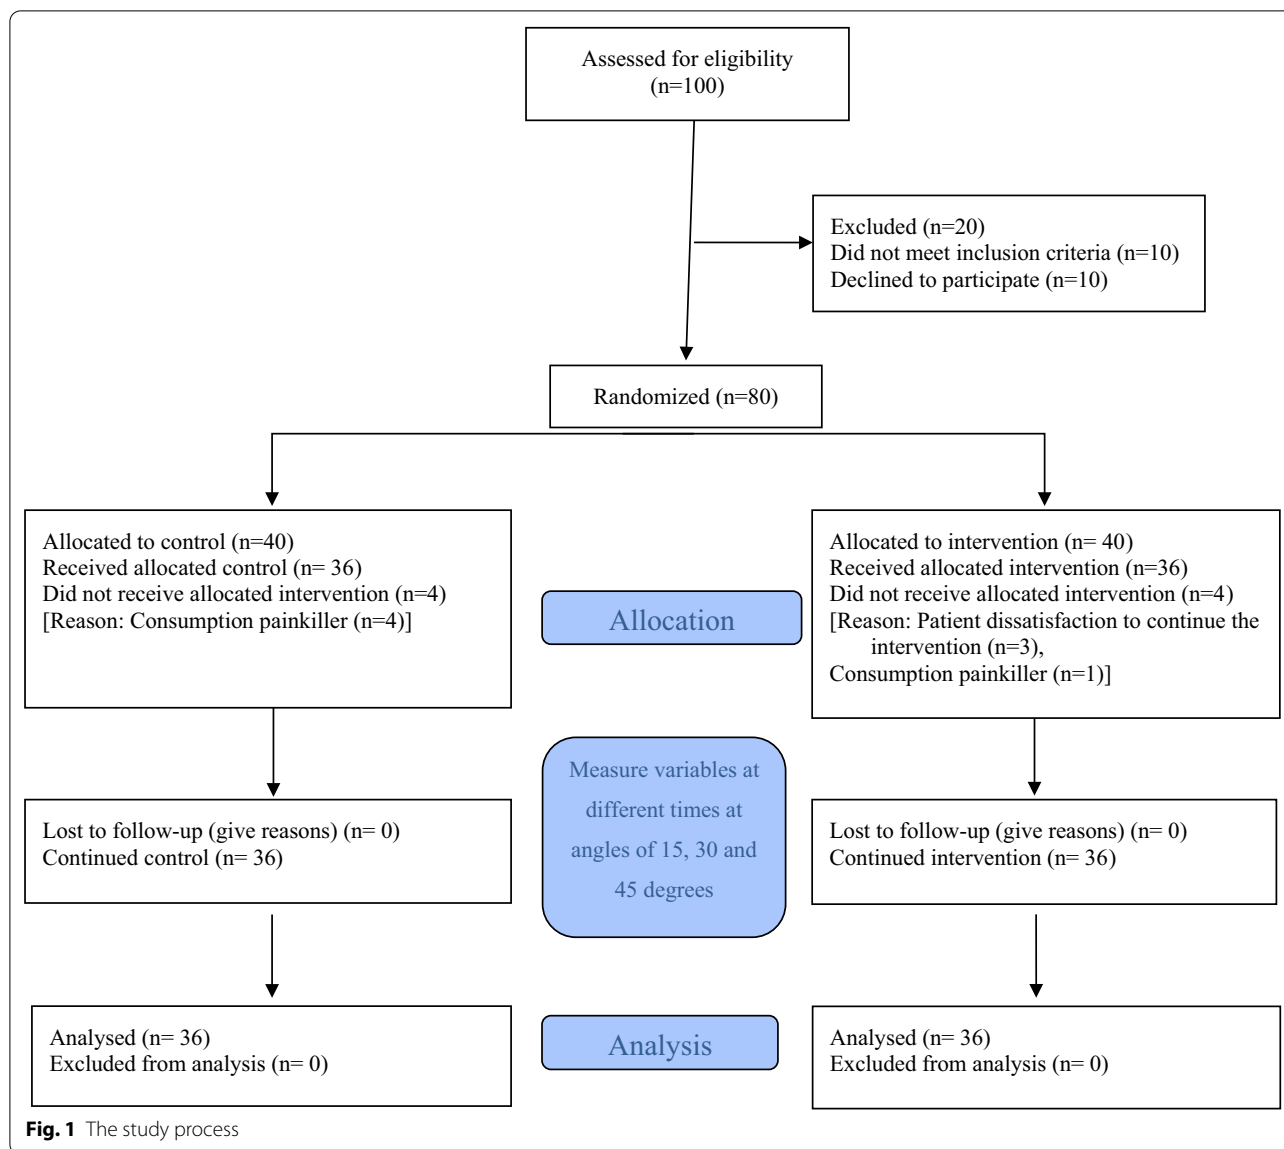 Assessed for eligibility
(n=100)
Excluded (n=20)
Did not meet inclusion criteria (n=10)
Declined to participate (n=10)
Randomized (n=80)
Allocated to control (n=40)
Received allocated control (n= 36)
Did not receive allocated intervention (n=4)
[Reason: Consumption painkiller (n=4)]
Allocation
Allocated to intervention (n= 40)
Received allocated intervention (n=36)
Did not receive allocated intervention (n=4)
[Reason: Patient dissatisfaction to continue the
intervention (n=3),
Consumption painkiller (n=1)]
Measure variables at
different times at
angles of 15, 30 and
45 degrees
Lost to follow-up (give reasons) (n= 0)
Continued control (n= 36)
Lost to follow-up (give reasons) (n= 0)
Continued intervention (n= 36)
Analysed (n= 36)
Excluded from analysis (n= 0)
Analysis
Analysed (n= 36)
Excluded from analysis (n= 0)
Fig. 1 The study process